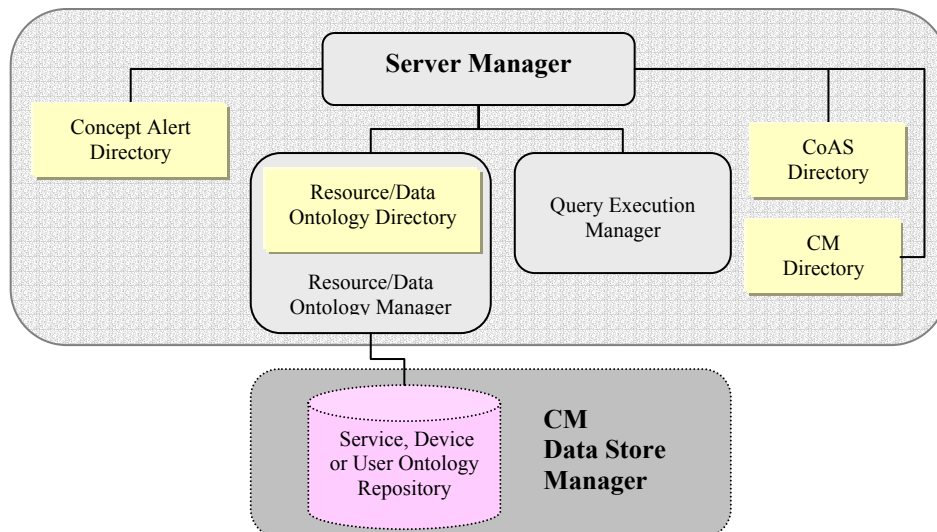 Server Manager
Concept Alert
Directory
CoAS
Directory
Resource/Data
Ontology Directory
Query Execution
Manager
CM
Directory
Resource/Data
Ontology Manager
Service, Device
or User Ontology
Repository
CM
Data Store
Manager